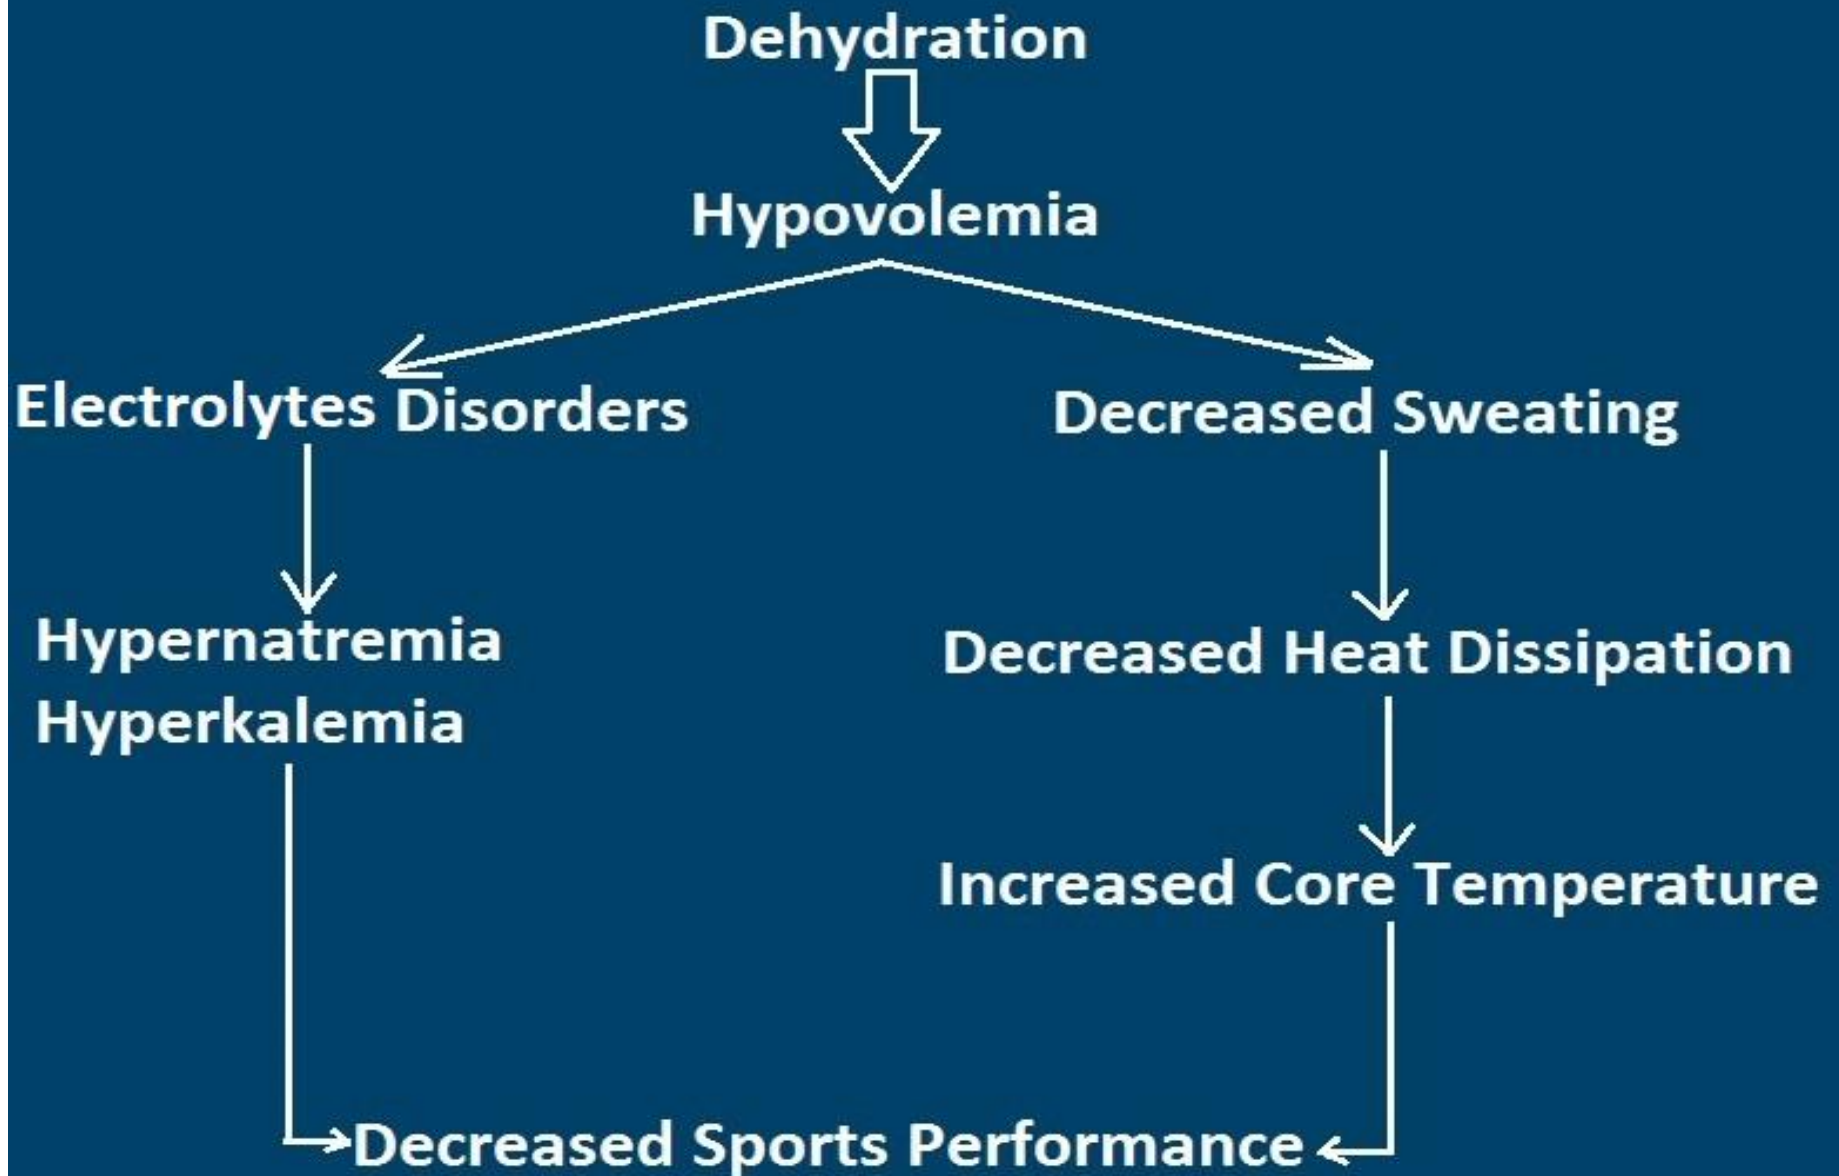 Dehydration
Hypovolemia
Electrolytes Disorders
Decreased Sweating
Hypernatremia
Hyperkalemia
Decreased Heat Dissipation
Increased Core Temperature
Decreased Sports Performance